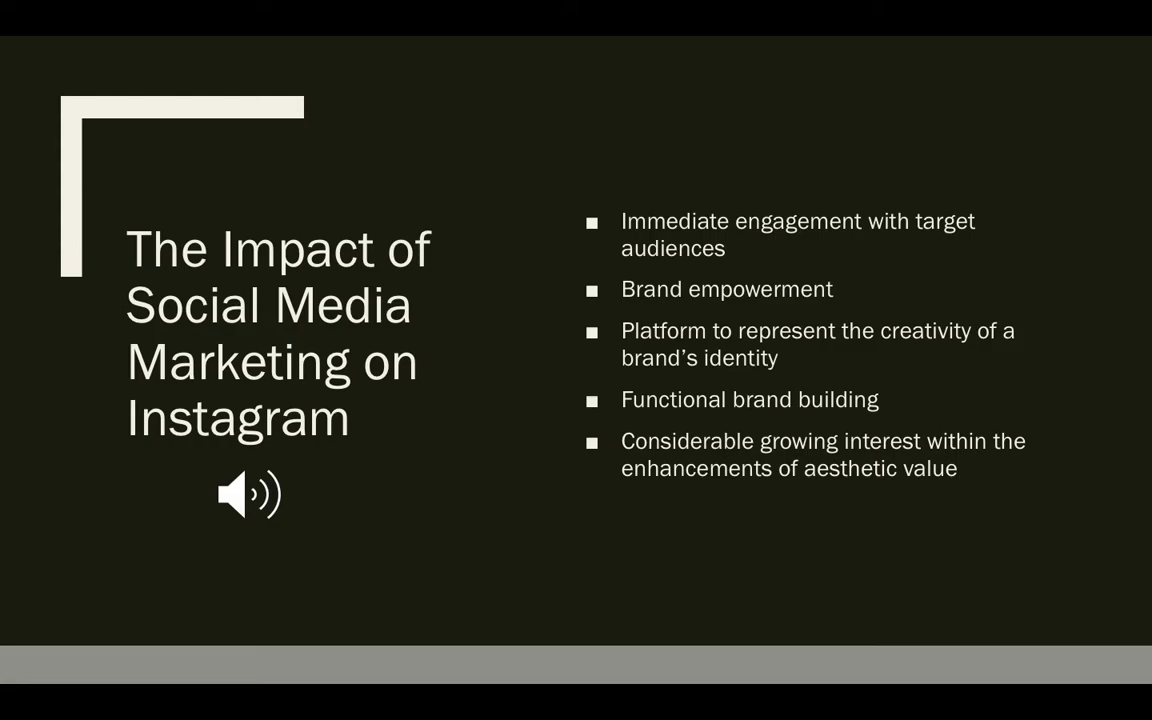 The Impact of
Social Media
Marketing on
Instagram
■ Immediate engagement with target
audiences
■ Brand empowerment
■ Platform to represent the creativity of a
brand’s identity
■ Functional brand building
■ Considerable growing interest within the
enhancements of aesthetic value